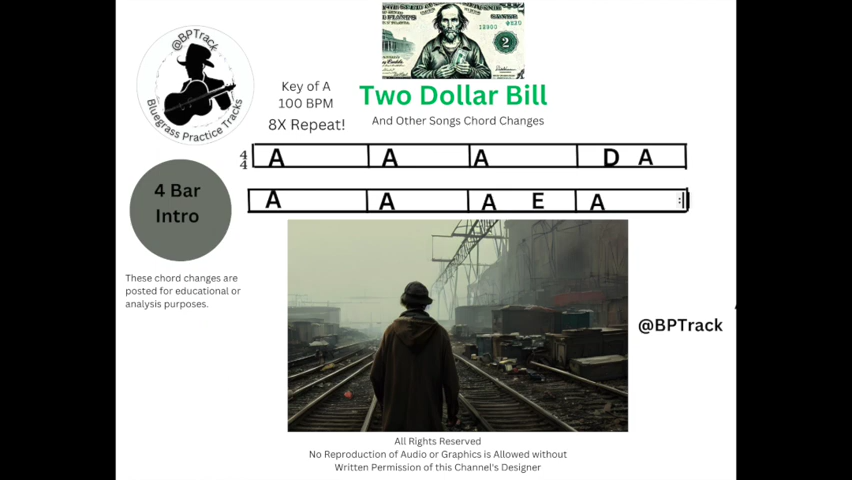 @BPTrack
Bluegrass Practice Tracks
2
Key of A
100 BPM
8X Repeat!
Two Dollar Bill
And Other Songs Chord Changes
4
4
A A A D A
4 Bar
Intro
A A A E A
These chord changes are
posted for educational or
analysis purposes.
@BPTrack
All Rights Reserved
No Reproduction of Audio or Graphics is Allowed without
Written Permission of this Channel's Designer